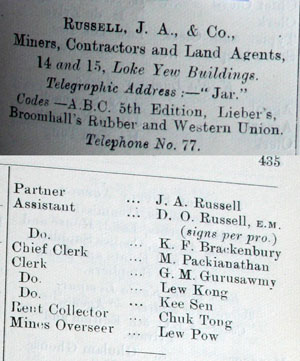 RUSSELL, J. A., & Co.,
Miners, Contractors and Land Agents,
14 and 15, Loke Yew Buildings.
Telegraphic Address :—" Jar."
Codes —A.B.C. 5th Edition, Lieber's,
Broomhall's Rubber and Western Union.
Telephone No. 77.
435
Partner ... J. A. Russell
Assistant ... D. O. Russell, E.M.
(signs per pro.)
Do. ... K. F. Brackenbury
Chief Clerk ... M. Packianathan
Clerk ... G. M. Gurusawmy
Do. ... Lew Kong
Do. ... Kee Sen
Rent Collector ... Chuk Tong
Mines Overseer ... Lew Pow